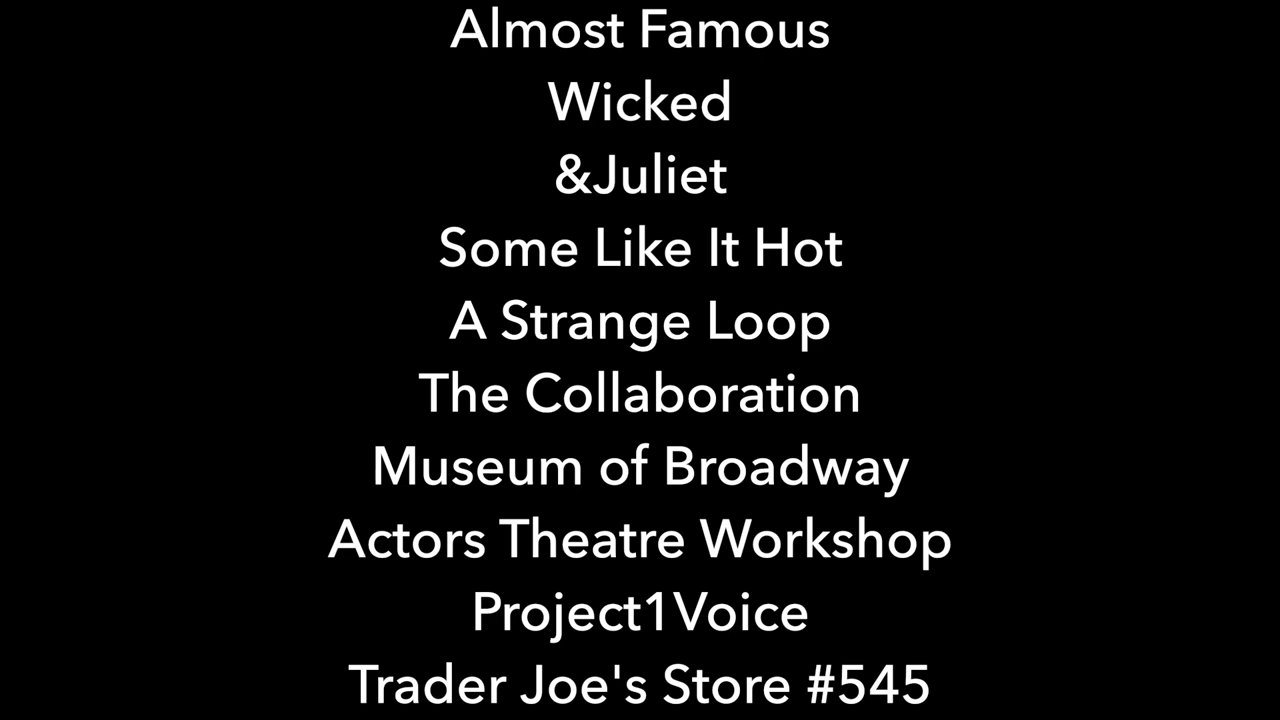 Almost Famous
Wicked
&Juliet
Some Like It Hot
A Strange Loop
The Collaboration
Museum of Broadway
Actors Theatre Workshop
Project1Voice
Trader Joe's Store #545